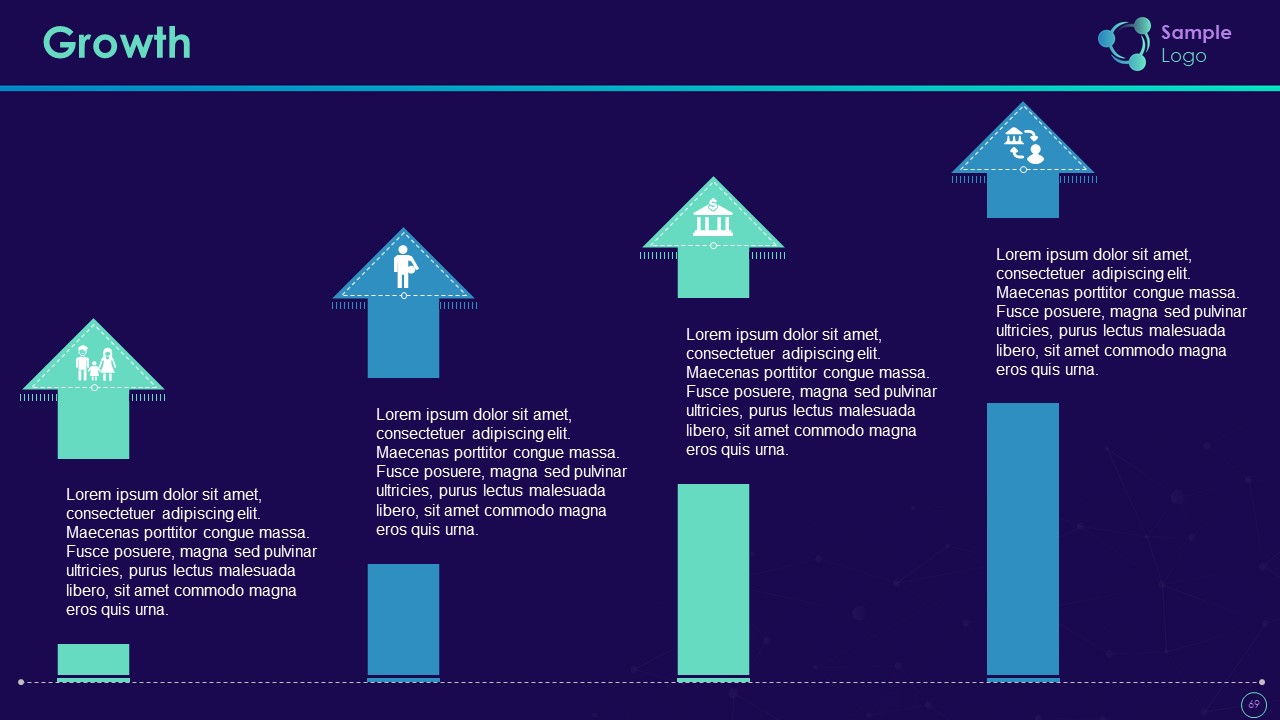 Growth
Sample
Logo
Lorem ipsum dolor sit amet,
consectetuer adipiscing elit.
Maecenas porttitor congue massa.
Fusce posuere, magna sed pulvinar
ultricies, purus lectus malesuada
libero, sit amet commodo magna
eros quis urna.
Lorem ipsum dolor sit amet,
consectetuer adipiscing elit.
Maecenas porttitor congue massa.
Fusce posuere, magna sed pulvinar
ultricies, purus lectus malesuada
libero, sit amet commodo magna
eros quis urna.
Lorem ipsum dolor sit amet,
consectetuer adipiscing elit.
Maecenas porttitor congue massa.
Fusce posuere, magna sed pulvinar
ultricies, purus lectus malesuada
libero, sit amet commodo magna
eros quis urna.
Lorem ipsum dolor sit amet,
consectetuer adipiscing elit.
Maecenas porttitor congue massa.
Fusce posuere, magna sed pulvinar
ultricies, purus lectus malesuada
libero, sit amet commodo magna
eros quis urna.
$
69